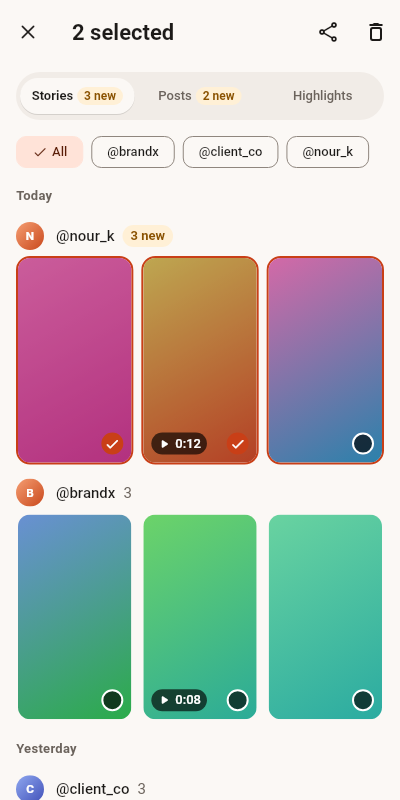 2 selected
Stories 3 new Posts 2 new Highlights
All @brandx @client_co @nour_k
Today
N @nour_k 3 new
0:12
B @brandx 3
0:08
Yesterday
C @client_co 3